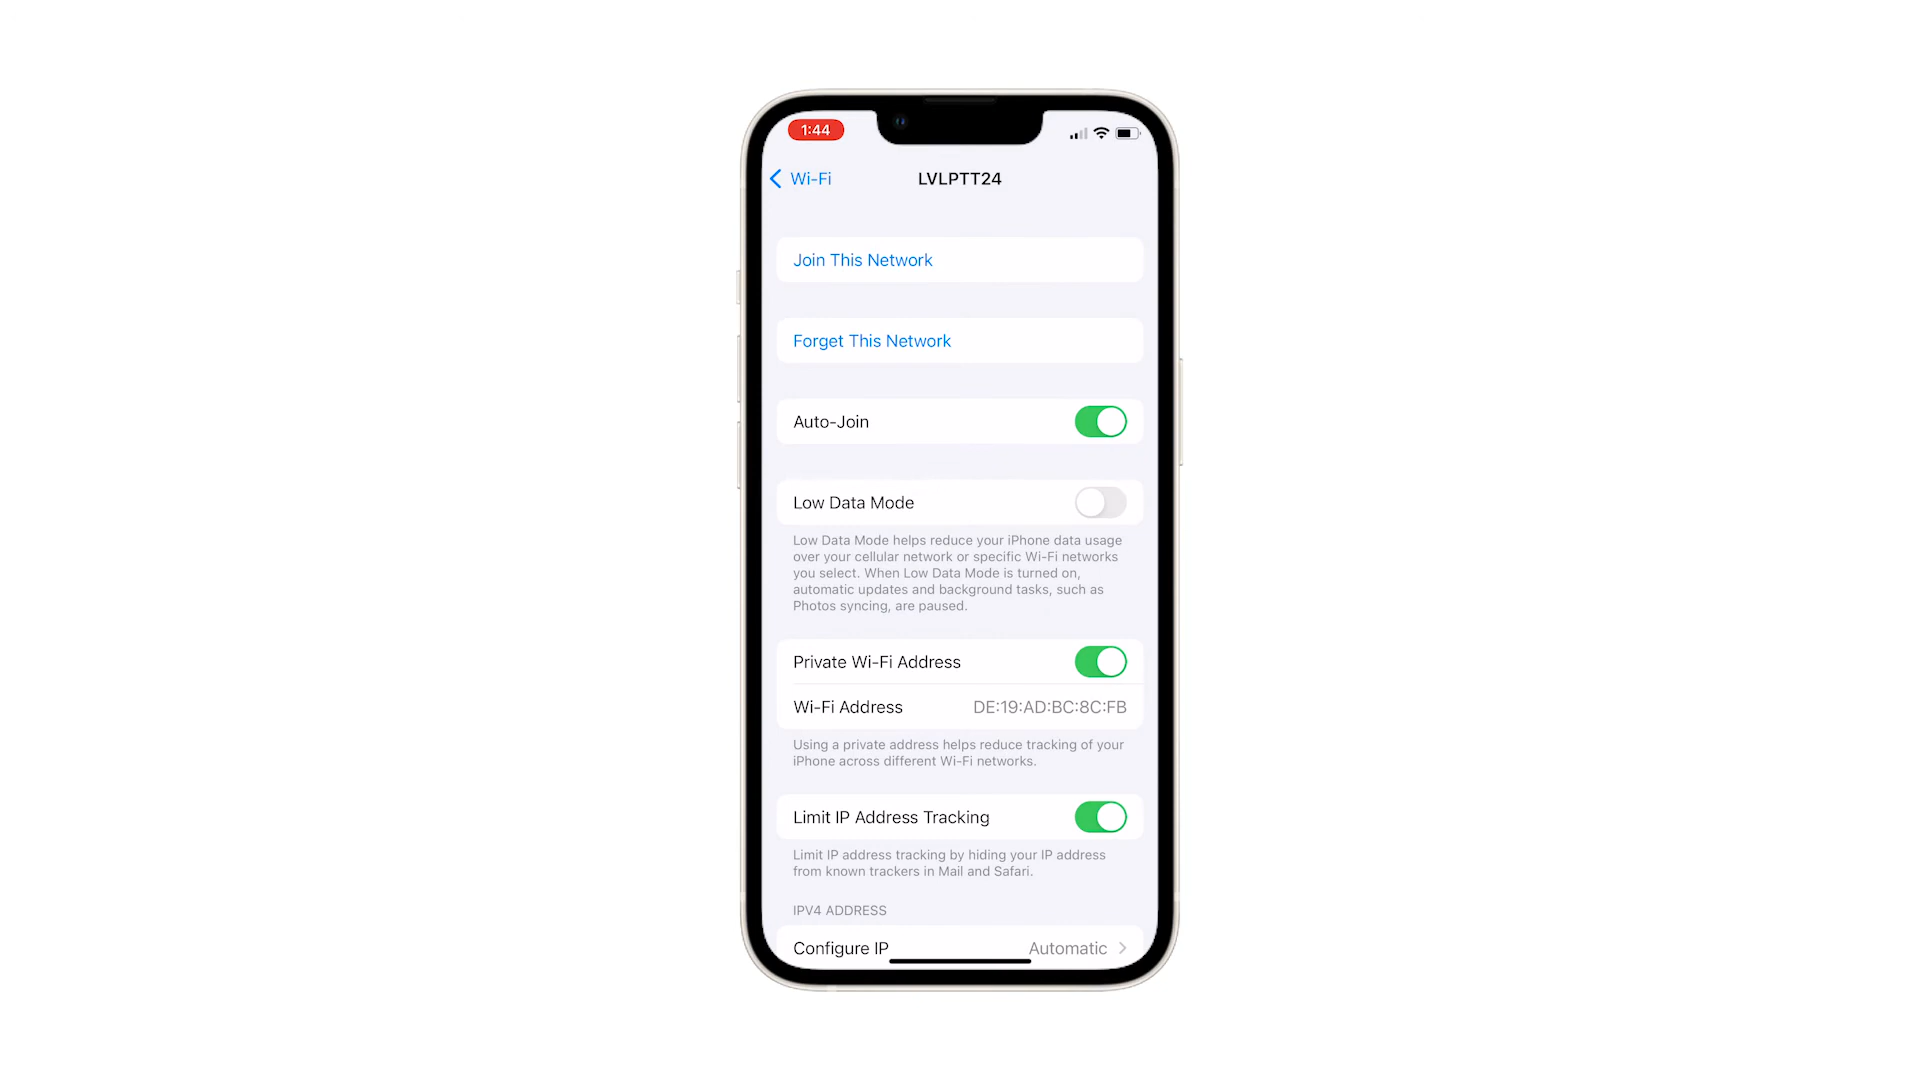 1:44
Wi-Fi
LVLPTT24
Join This Network
Forget This Network
Auto-Join
Low Data Mode
Low Data Mode helps reduce your iPhone data usage
over your cellular network or specific Wi-Fi networks
you select. When Low Data Mode is turned on,
automatic updates and background tasks, such as
Photos syncing, are paused.
Private Wi-Fi Address
Wi-Fi Address DE:19:AD:BC:8C:FB
Using a private address helps reduce tracking of your
iPhone across different Wi-Fi networks.
Limit IP Address Tracking
Limit IP address tracking by hiding your IP address
from known trackers in Mail and Safari.
IPV4 ADDRESS
Configure IP Automatic